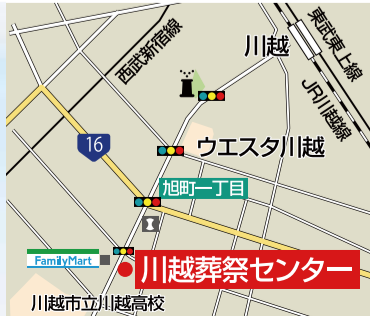 川越
東武東上線
JR川越線
西武新宿線
16
ウエスタ川越
旭町一丁目
FamilyMart
川越葬祭センター
川越市立川越高校